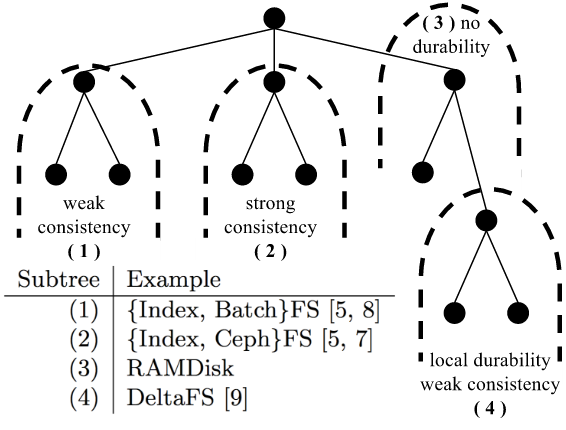 ( 3 ) no
durability
weak
consistency
( 1 )
strong
consistency
( 2 )
Subtree Example
(1) {Index, Batch}FS [5, 8]
(2) {Index, Ceph}FS [5, 7]
(3) RAMDisk
(4) DeltaFS [9]
local durability
weak consistency
( 4 )